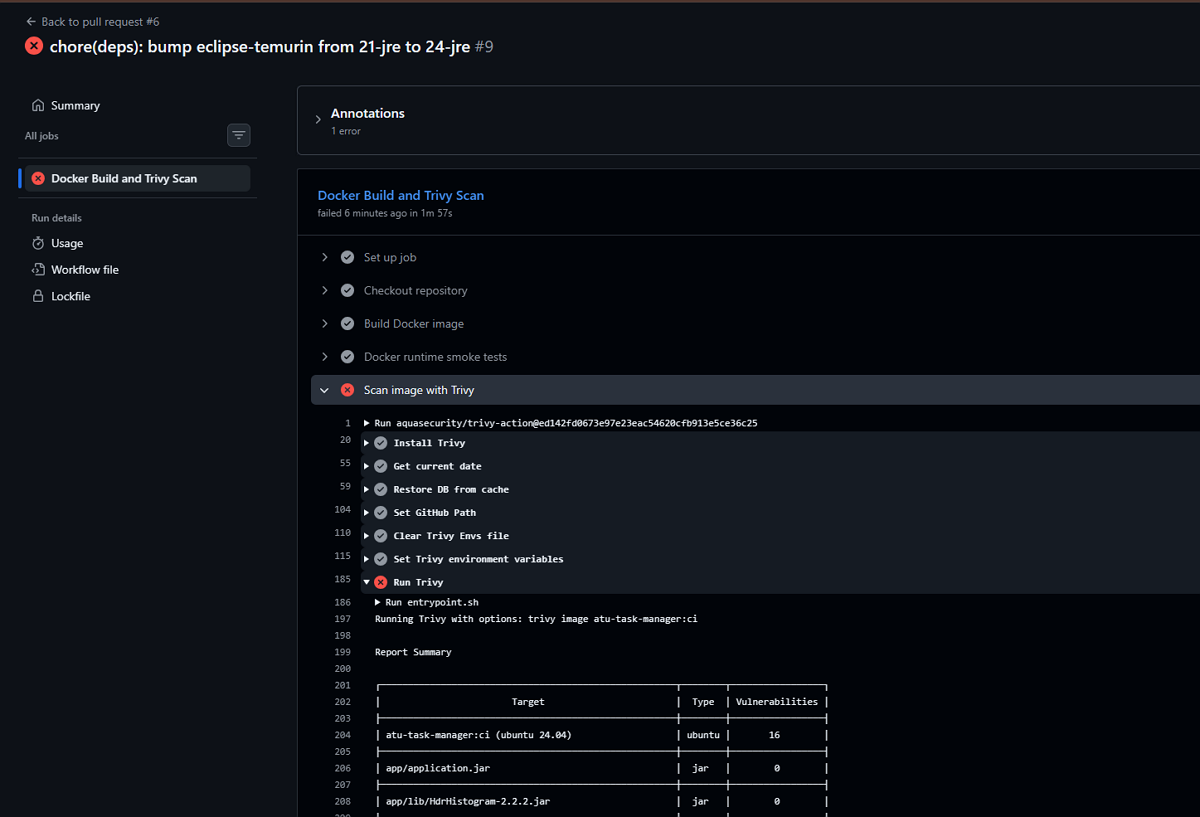 ← Back to pull request #6
chore(deps): bump eclipse-temurin from 21-jre to 24-jre #9
Summary
All jobs
Docker Build and Trivy Scan
Run details
Usage
Workflow file
Lockfile
Annotations
1 error
Docker Build and Trivy Scan
failed 6 minutes ago in 1m 57s
Set up job
Checkout repository
Build Docker image
Docker runtime smoke tests
Scan image with Trivy
1 Run aquasecurity/trivy-action@ed142fd0673e97e23eac54620cfb913e5ce36c25
20 Install Trivy
55 Get current date
59 Restore DB from cache
104 Set GitHub Path
110 Clear Trivy Envs file
115 Set Trivy environment variables
185 Run Trivy
186 Run entrypoint.sh
197 Running Trivy with options: trivy image atu-task-manager:ci
198
199 Report Summary
200
201
202 Target Type Vulnerabilities
203
204 atu-task-manager:ci (ubuntu 24.04) ubuntu 16
205
206 app/application.jar jar 0
207
208 app/lib/HdrHistogram-2.2.2.jar jar 0